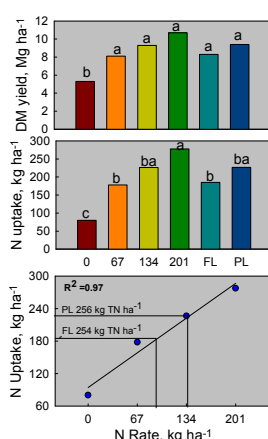 DM yield, Mg ha-1
12
10
8
6
4
2
0
b
a
a
a
a
a
N uptake, kg ha-1
300
250
200
150
100
50
0
c
b
ba
a
b
ba
0 67 134 201 FL PL
N Uptake, kg ha-1
300
240
180
120
60
R2 =0.97
PL 256 kg TN ha-1
FL 254 kg TN ha-1
0 67 134 201
N Rate, kg ha-1